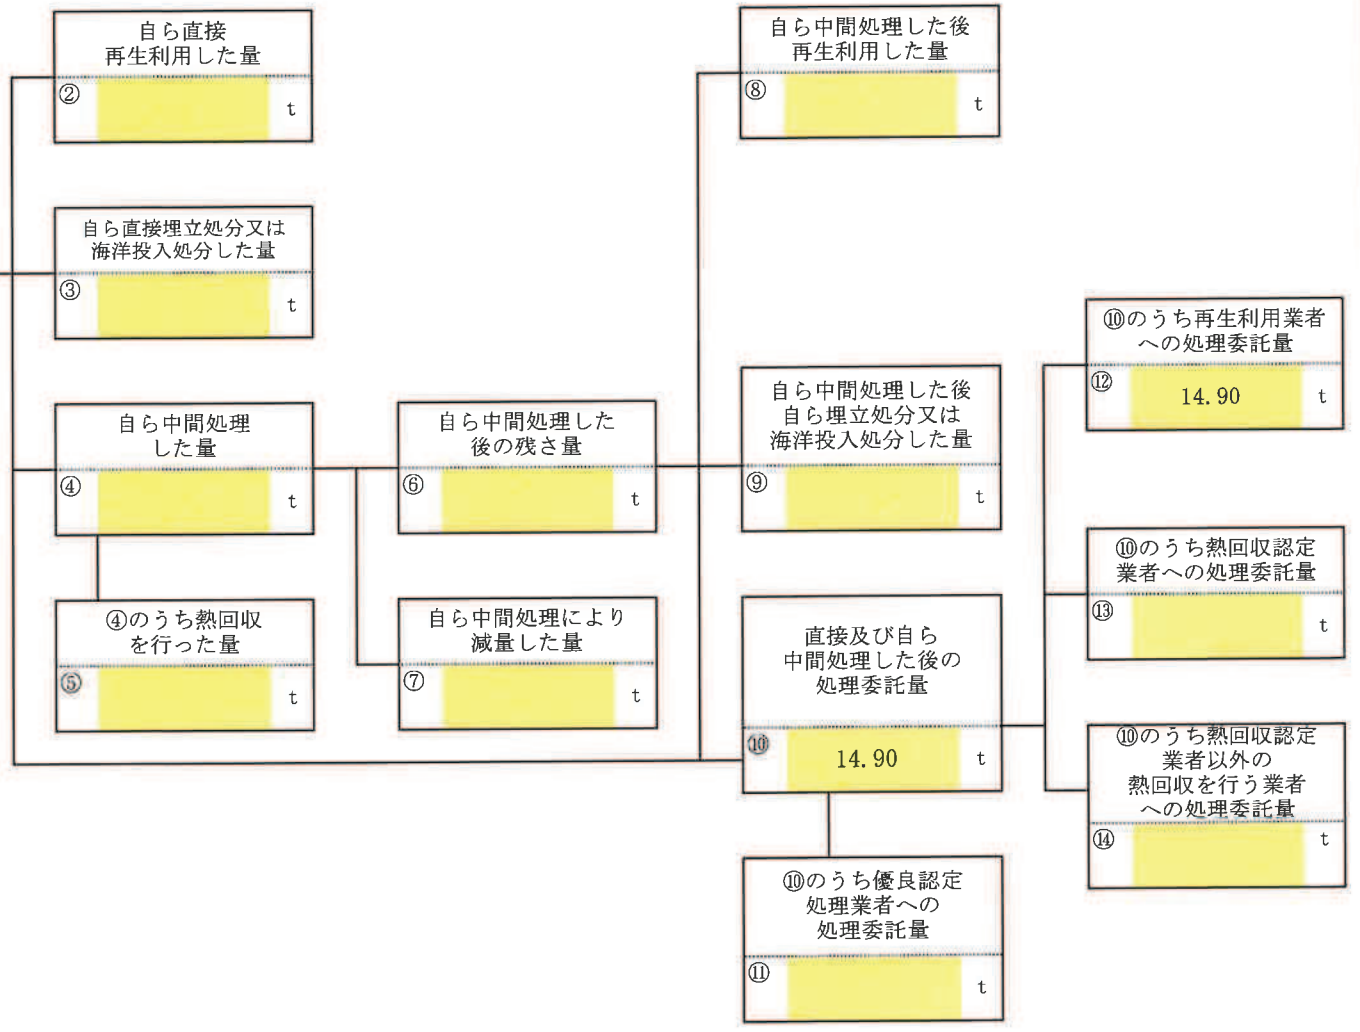 自ら直接
再生利用した量
②
t
自ら直接埋立処分又は
海洋投入処分した量
③
t
自ら中間処理
した量
④
t
④のうち熱回収
を行った量
⑤
t
自ら中間処理した
後の残さ量
⑥
t
自ら中間処理により
減量した量
⑦
t
自ら中間処理した後
再生利用した量
⑧
t
自ら中間処理した後
自ら埋立処分又は
海洋投入処分した量
⑨
t
直接及び自ら
中間処理した後の
処理委託量
⑩
14.90 t
⑩のうち優良認定
処理業者への
処理委託量
⑪
t
⑩のうち再生利用業者
への処理委託量
⑫
14.90 t
⑩のうち熱回収認定
業者への処理委託量
⑬
t
⑩のうち熱回収認定
業者以外の
熱回収を行う業者
への処理委託量
⑭
t